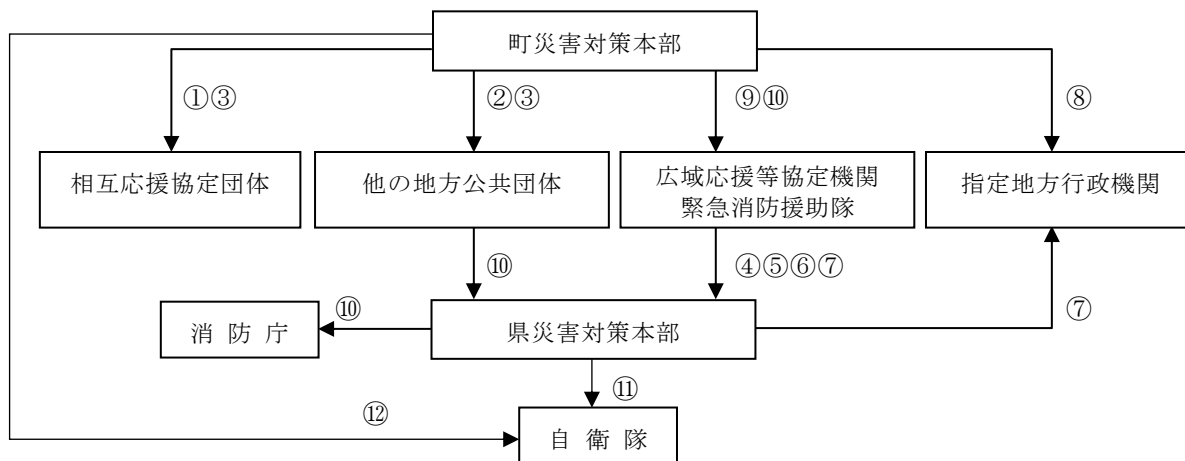 町災害対策本部
①③
②③
⑨⑩
⑧
相互応援協定団体
他の地方公共団体
広域応援等協定機関
緊急消防援助隊
指定地方行政機関
⑩
④⑤⑥⑦
⑦
⑩
消防庁
県災害対策本部
⑪
⑫
自衛隊